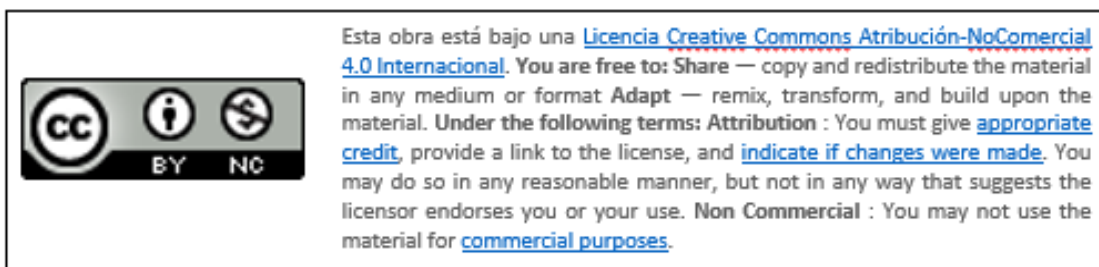 cc
BY NC
Esta obra está bajo una Licencia Creative Commons Atribución-NoComercial
4.0 Internacional. You are free to: Share — copy and redistribute the material
in any medium or format Adapt — remix, transform, and build upon the
material. Under the following terms: Attribution : You must give appropriate
credit, provide a link to the license, and indicate if changes were made. You
may do so in any reasonable manner, but not in any way that suggests the
licensor endorses you or your use. Non Commercial : You may not use the
material for commercial purposes.